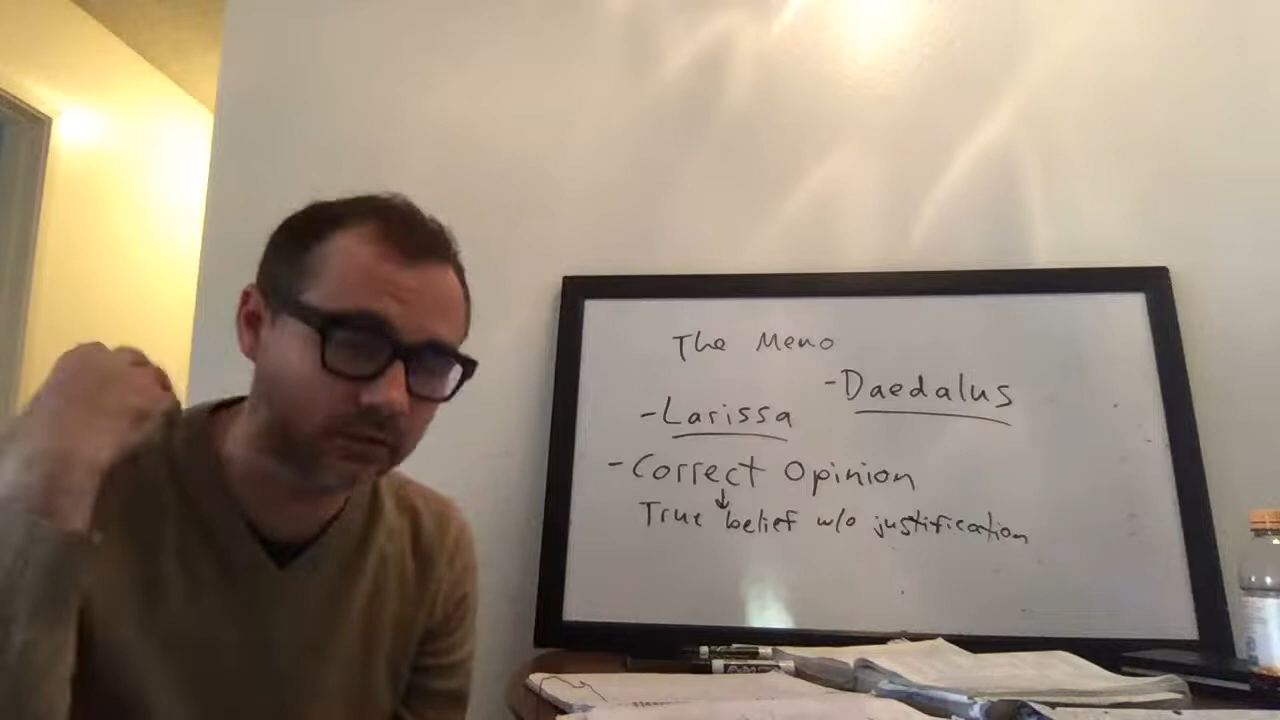 The Meno
- Daedalus
- Larissa
- Correct Opinion
↓
True belief w/o justification